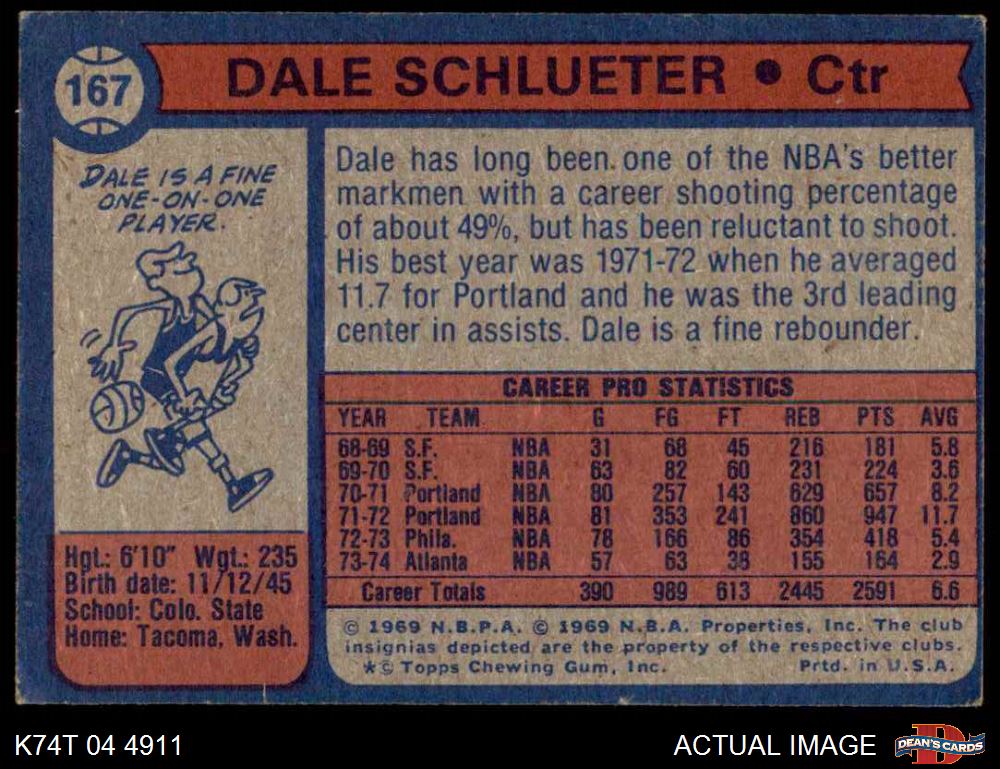 167
DALE SCHLUETER • Ctr
DALE IS A FINE
ONE-ON-ONE
PLAYER.
Dale has long been one of the NBA's better
markmen with a career shooting percentage
of about 49%, but has been reluctant to shoot.
His best year was 1971-72 when he averaged
11.7 for Portland and he was the 3rd leading
center in assists. Dale is a fine rebounder.
CAREER PRO STATISTICS
YEAR TEAM G FG FT REB PTS AVG
68-69 S.F. NBA 31 68 45 216 181 5.8
69-70 S.F. NBA 63 82 60 231 224 3.6
70-71 Portland NBA 80 257 143 629 657 8.2
71-72 Portland NBA 81 353 241 860 947 11.7
72-73 Phila. NBA 78 166 86 354 418 5.4
73-74 Atlanta NBA 57 63 38 155 164 2.9
Career Totals 390 989 613 2445 2591 6.6
Hgt.: 6'10" Wgt.: 235
Birth date: 11/12/45
School: Colo. State
Home: Tacoma, Wash.
© 1969 N.B.P.A. © 1969 N.B.A. Properties, Inc. The club
insignias depicted are the property of the respective clubs.
*© Topps Chewing Gum, Inc. Prtd. in U.S.A.
K74T 04 4911
ACTUAL IMAGE
D
DEAN'S CARDS